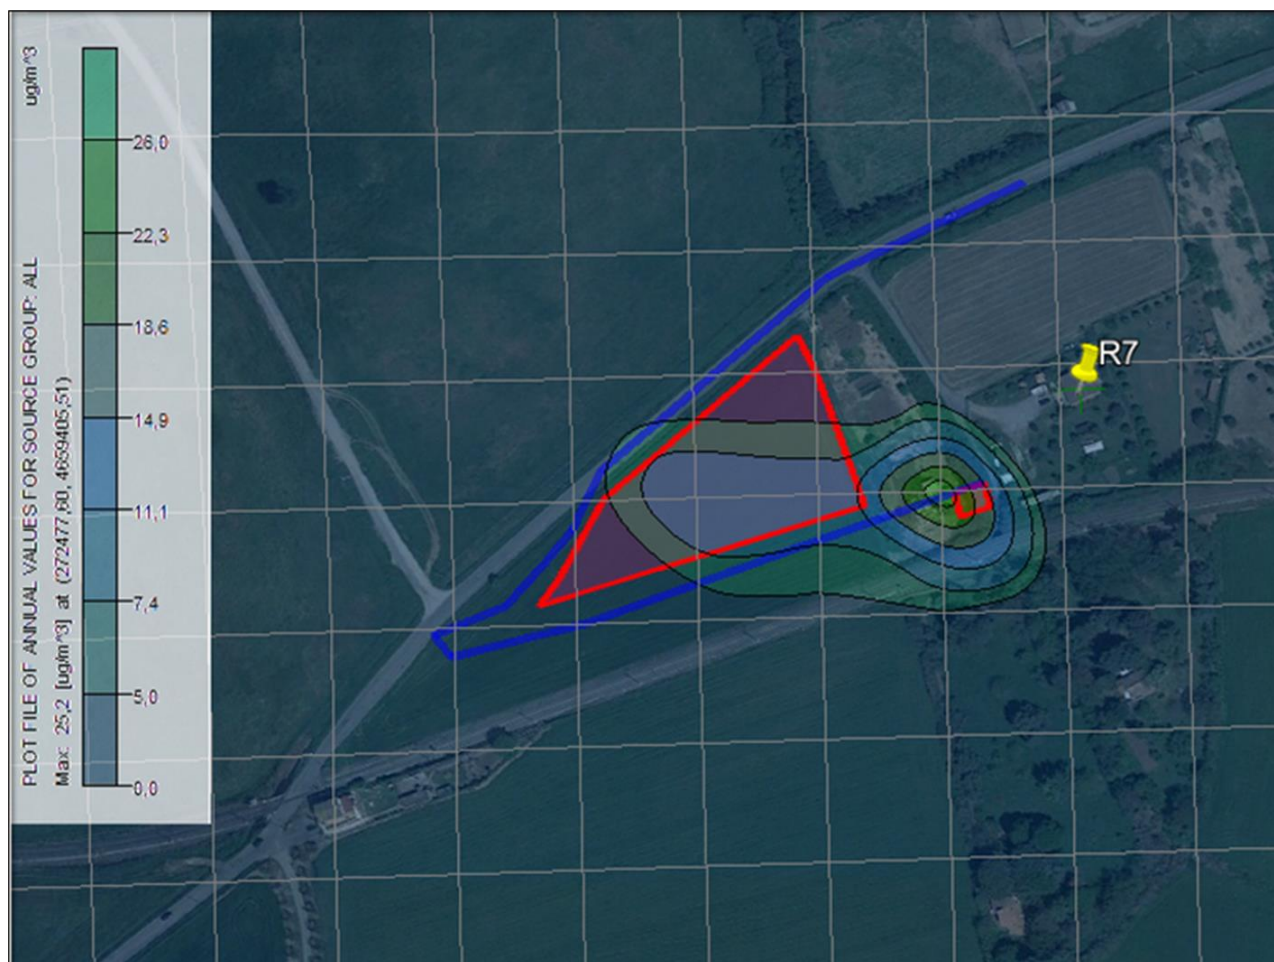 PLOT FILE OF ANNUAL VALUES FOR SOURCE GROUP: ALL
ug/m^3
Max: 25,2 [ug/m^3] at (272477,60, 4659405,51)
26,0
22,3
18,6
14,9
11,1
7,4
5,0
0,0
R7